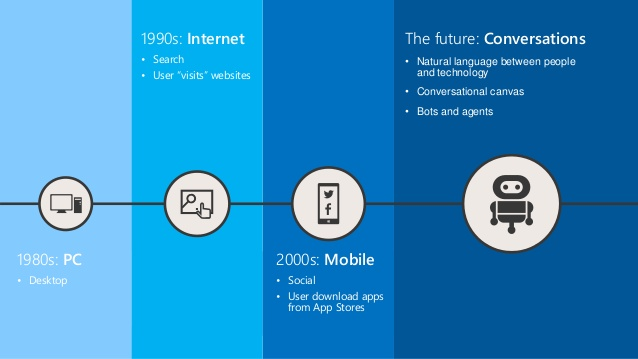 1990s: Internet
• Search
• User “visits” websites
The future: Conversations
• Natural language between people
and technology
• Conversational canvas
• Bots and agents
1980s: PC
• Desktop
2000s: Mobile
• Social
• User download apps
from App Stores